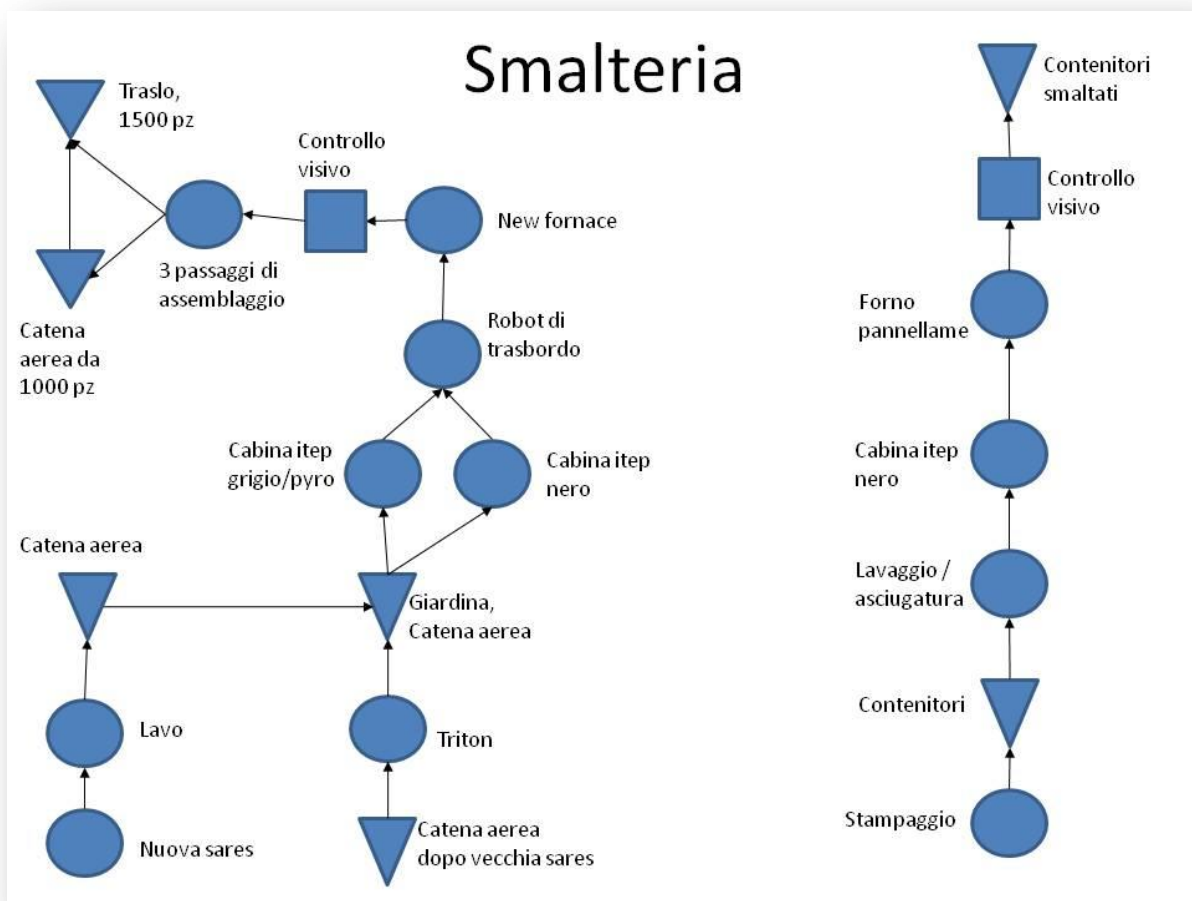 Smalteria
Traslo,
1500 pz
Controllo
visivo
New fornace
3 passaggi di
assemblaggio
Catena
aerea da
1000 pz
Robot di
trasbordo
Cabina itep
grigio/pyro
Cabina itep
nero
Catena aerea
Giardina,
Catena aerea
Lavo
Triton
Nuova sares
Catena aerea
dopo vecchia sares
Contenitori
smaltati
Controllo
visivo
Forno
pannellame
Cabina itep
nero
Lavaggio /
asciugatura
Contenitori
Stampaggio